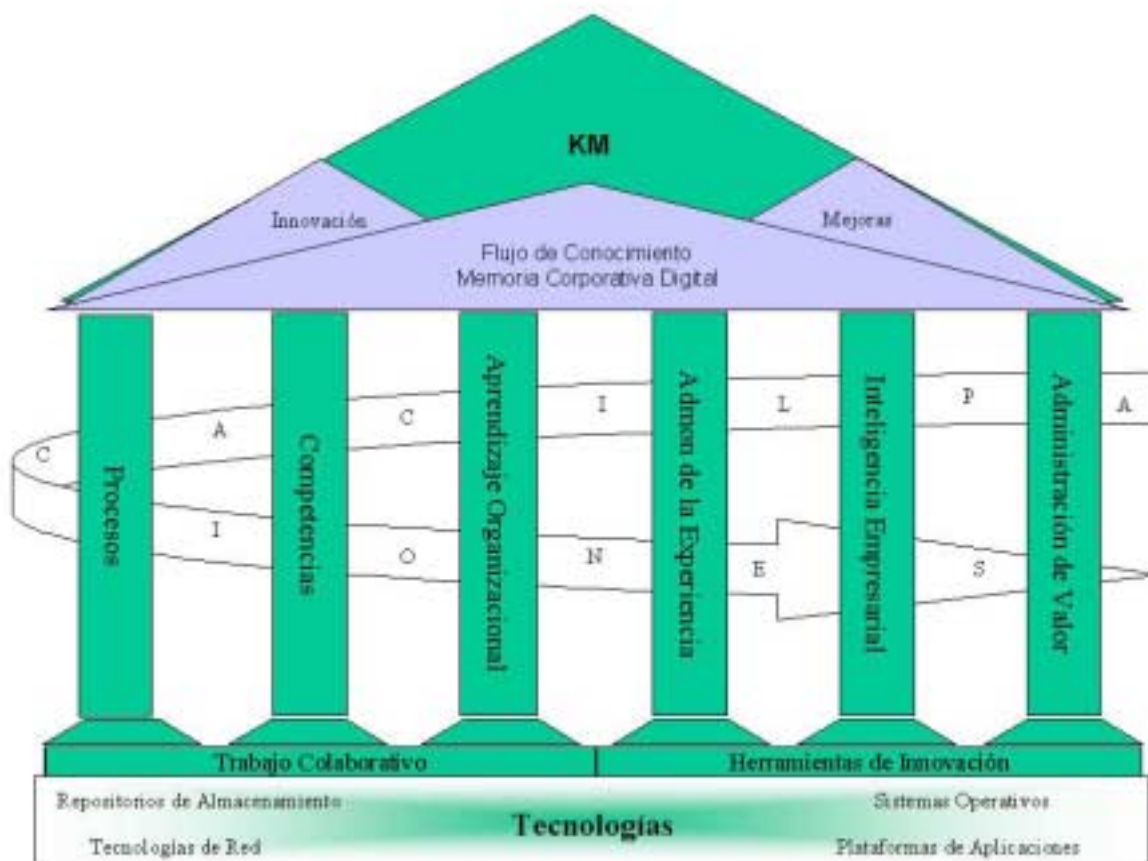 KM
Innovación
Mejoras
Flujo de Conocimiento
Memoria Corporativa Digital
Procesos
Competencias
Aprendizaje Organizacional
Admon de la Experiencia
Inteligencia Empresarial
Administración de Valor
A P L I C A C
I O N E S
Trabajo Colaborativo
Herramientas de Innovación
Repositorios de Almacenamiento
Sistemas Operativos
Tecnologías
Tecnologías de Red
Plataformas de Aplicaciones